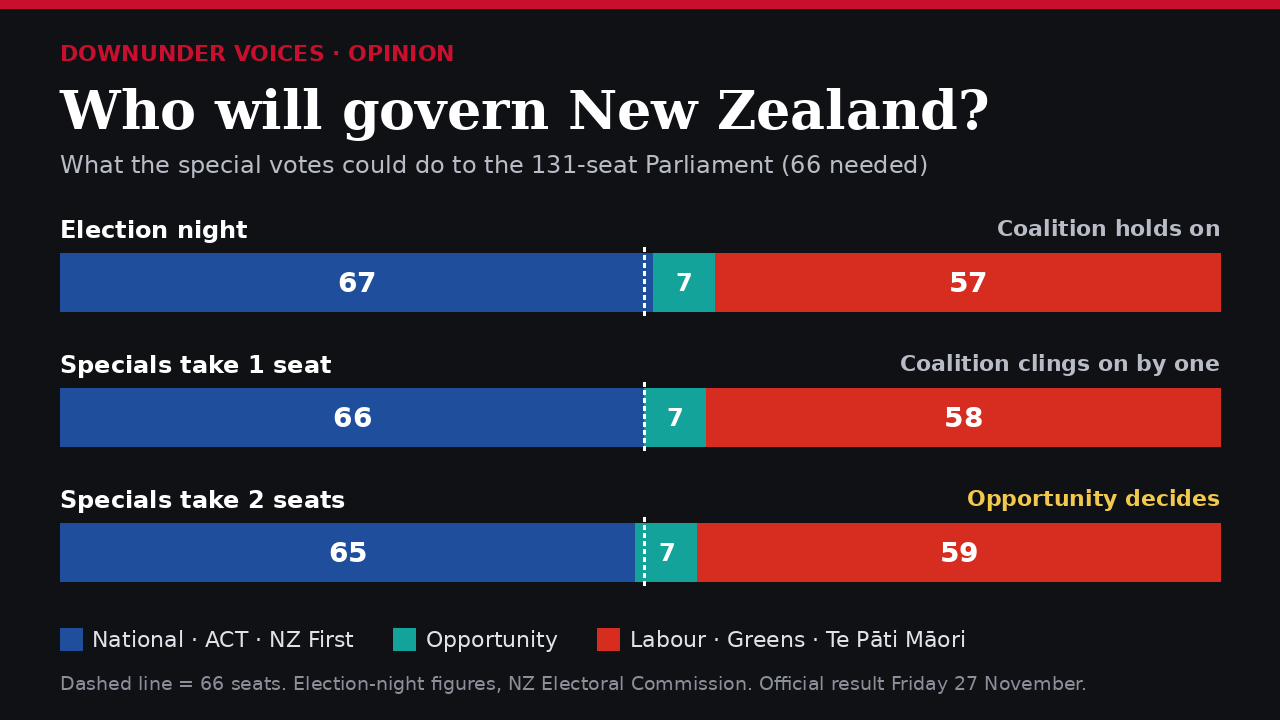 DOWNUNDER VOICES · OPINION
Who will govern New Zealand?
What the special votes could do to the 131-seat Parliament (66 needed)
Election night
Coalition holds on
67
7
57
Specials take 1 seat
Coalition clings on by one
66
7
58
Specials take 2 seats
Opportunity decides
65
7
59
National · ACT · NZ First
Opportunity
Labour · Greens · Te Pāti Māori
Dashed line = 66 seats. Election-night figures, NZ Electoral Commission. Official result Friday 27 November.